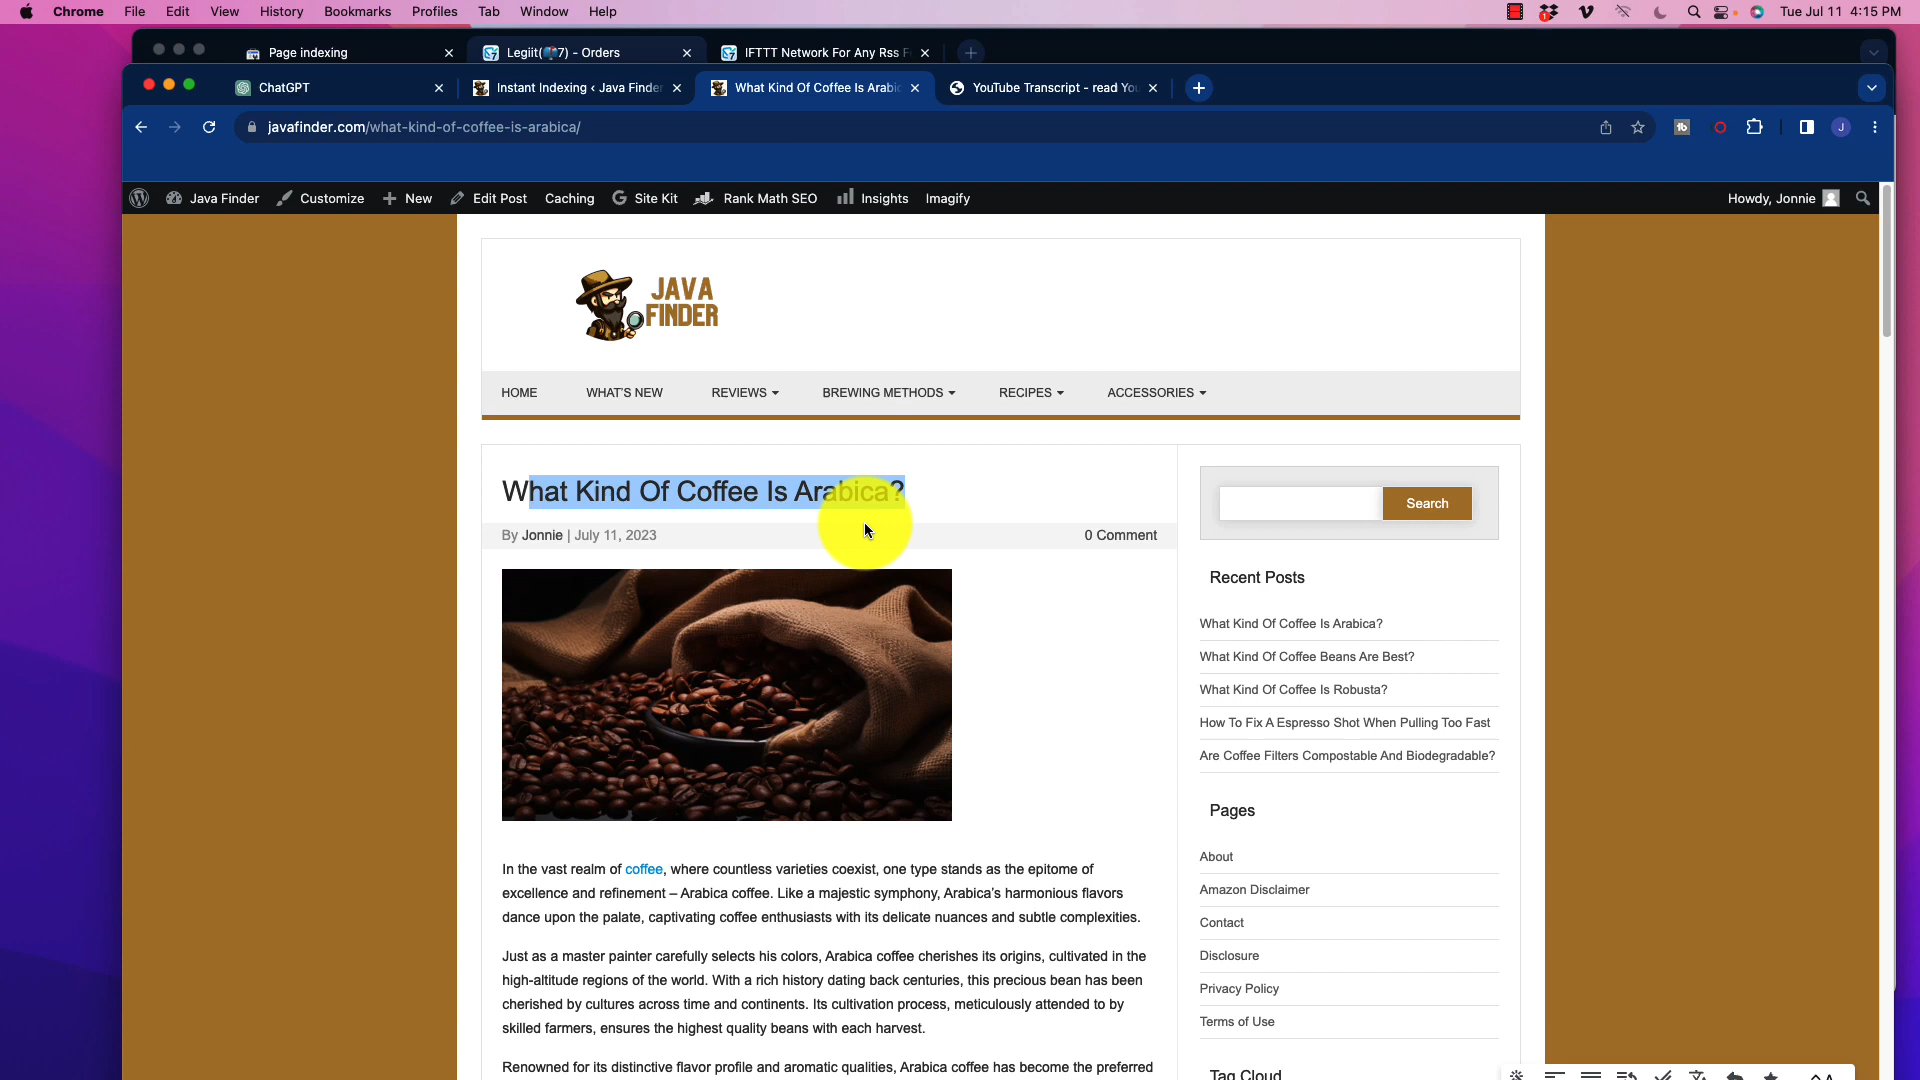 Chrome File Edit View History Bookmarks Profiles Tab Window Help Tue Jul 11 4:15 PM
Page indexing Legiit(7) - Orders IFTTT Network For Any Rss F
ChatGPT Instant Indexing ‹ Java Finder What Kind Of Coffee Is Arabic YouTube Transcript - read Yo
javafinder.com/what-kind-of-coffee-is-arabica/
Java Finder Customize New Edit Post Caching Site Kit Rank Math SEO Insights Imagify Howdy, Jonnie
JAVA
FINDER
HOME WHAT'S NEW REVIEWS BREWING METHODS RECIPES ACCESSORIES
What Kind Of Coffee Is Arabica?
By Jonnie | July 11, 2023 0 Comment
In the vast realm of coffee, where countless varieties coexist, one type stands as the epitome of
excellence and refinement – Arabica coffee. Like a majestic symphony, Arabica's harmonious flavors
dance upon the palate, captivating coffee enthusiasts with its delicate nuances and subtle complexities.
Just as a master painter carefully selects his colors, Arabica coffee cherishes its origins, cultivated in the
high-altitude regions of the world. With a rich history dating back centuries, this precious bean has been
cherished by cultures across time and continents. Its cultivation process, meticulously attended to by
skilled farmers, ensures the highest quality beans with each harvest.
Renowned for its distinctive flavor profile and aromatic qualities, Arabica coffee has become the preferred
Search
Recent Posts
What Kind Of Coffee Is Arabica?
What Kind Of Coffee Beans Are Best?
What Kind Of Coffee Is Robusta?
How To Fix A Espresso Shot When Pulling Too Fast
Are Coffee Filters Compostable And Biodegradable?
Pages
About
Amazon Disclaimer
Contact
Disclosure
Privacy Policy
Terms of Use
Tag Cloud